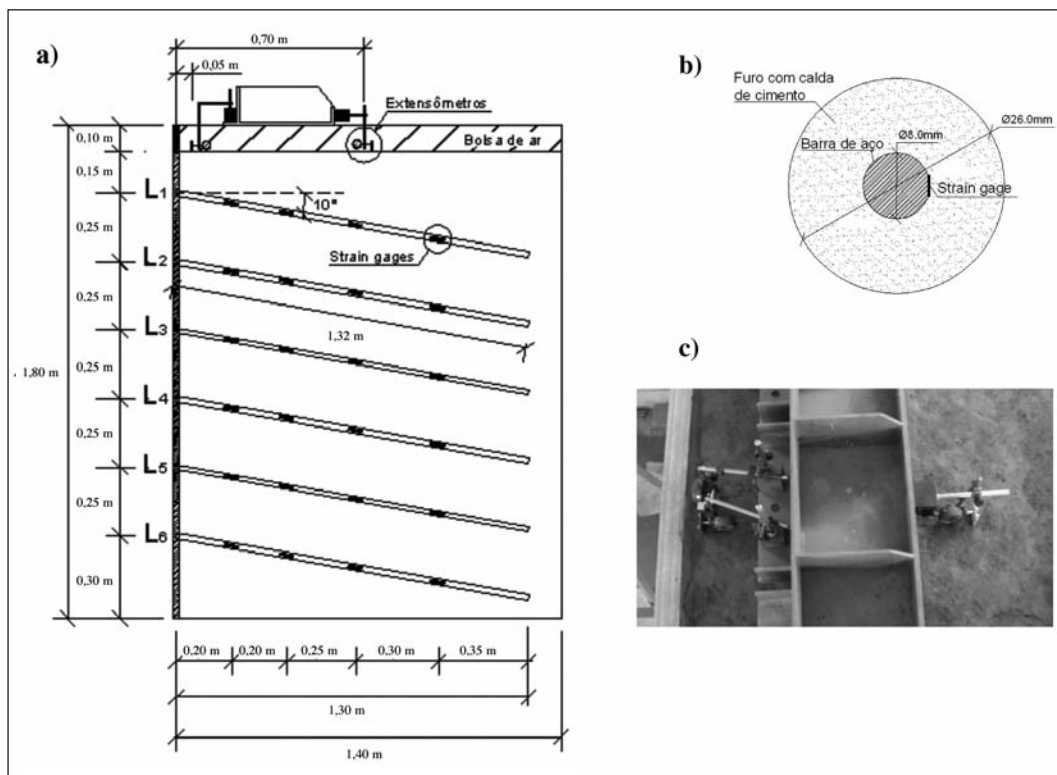 a)
0,70 m
0,05 m
Extensômetros
Bolsa de ar
0,10 m
0,15 m
L1
10°
0,25 m
Strain gages
L2
0,25 m
1,32 m
L3
1,80 m
0,25 m
L4
0,25 m
L5
0,25 m
L6
0,30 m
0,20 m
0,20 m
0,25 m
0,30 m
0,35 m
1,30 m
1,40 m
b)
Furo com calda
de cimento
Ø26.0mm
Ø8.0mm
Barra de aço
Strain gage
c)